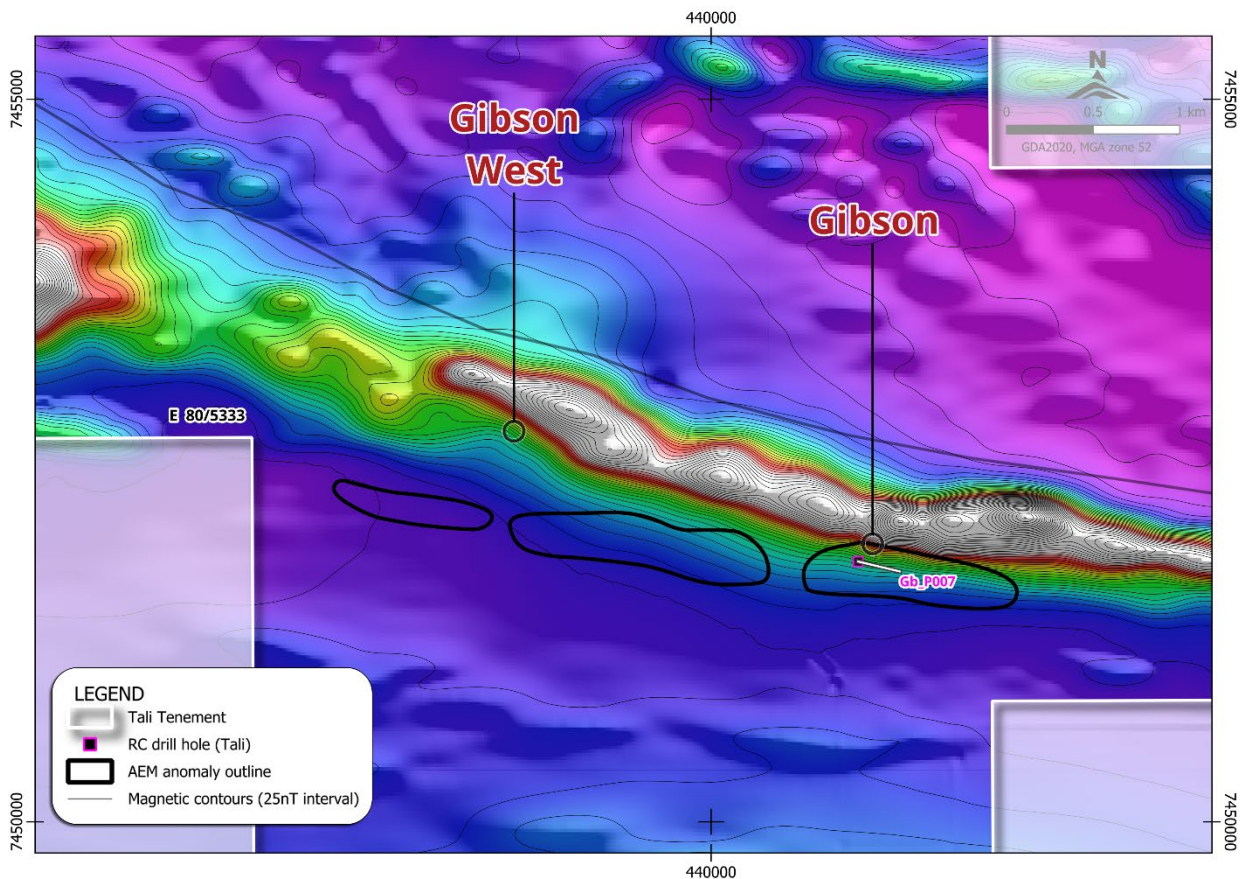 440000
N
0 0.5 1 km
GDA2020, MGA zone 52
7455000
7455000
Gibson
West
Gibson
E 80/5333
Gb_P007
LEGEND
Tali Tenement
RC drill hole (Tali)
AEM anomaly outline
Magnetic contours (25nT interval)
7450000
7450000
440000